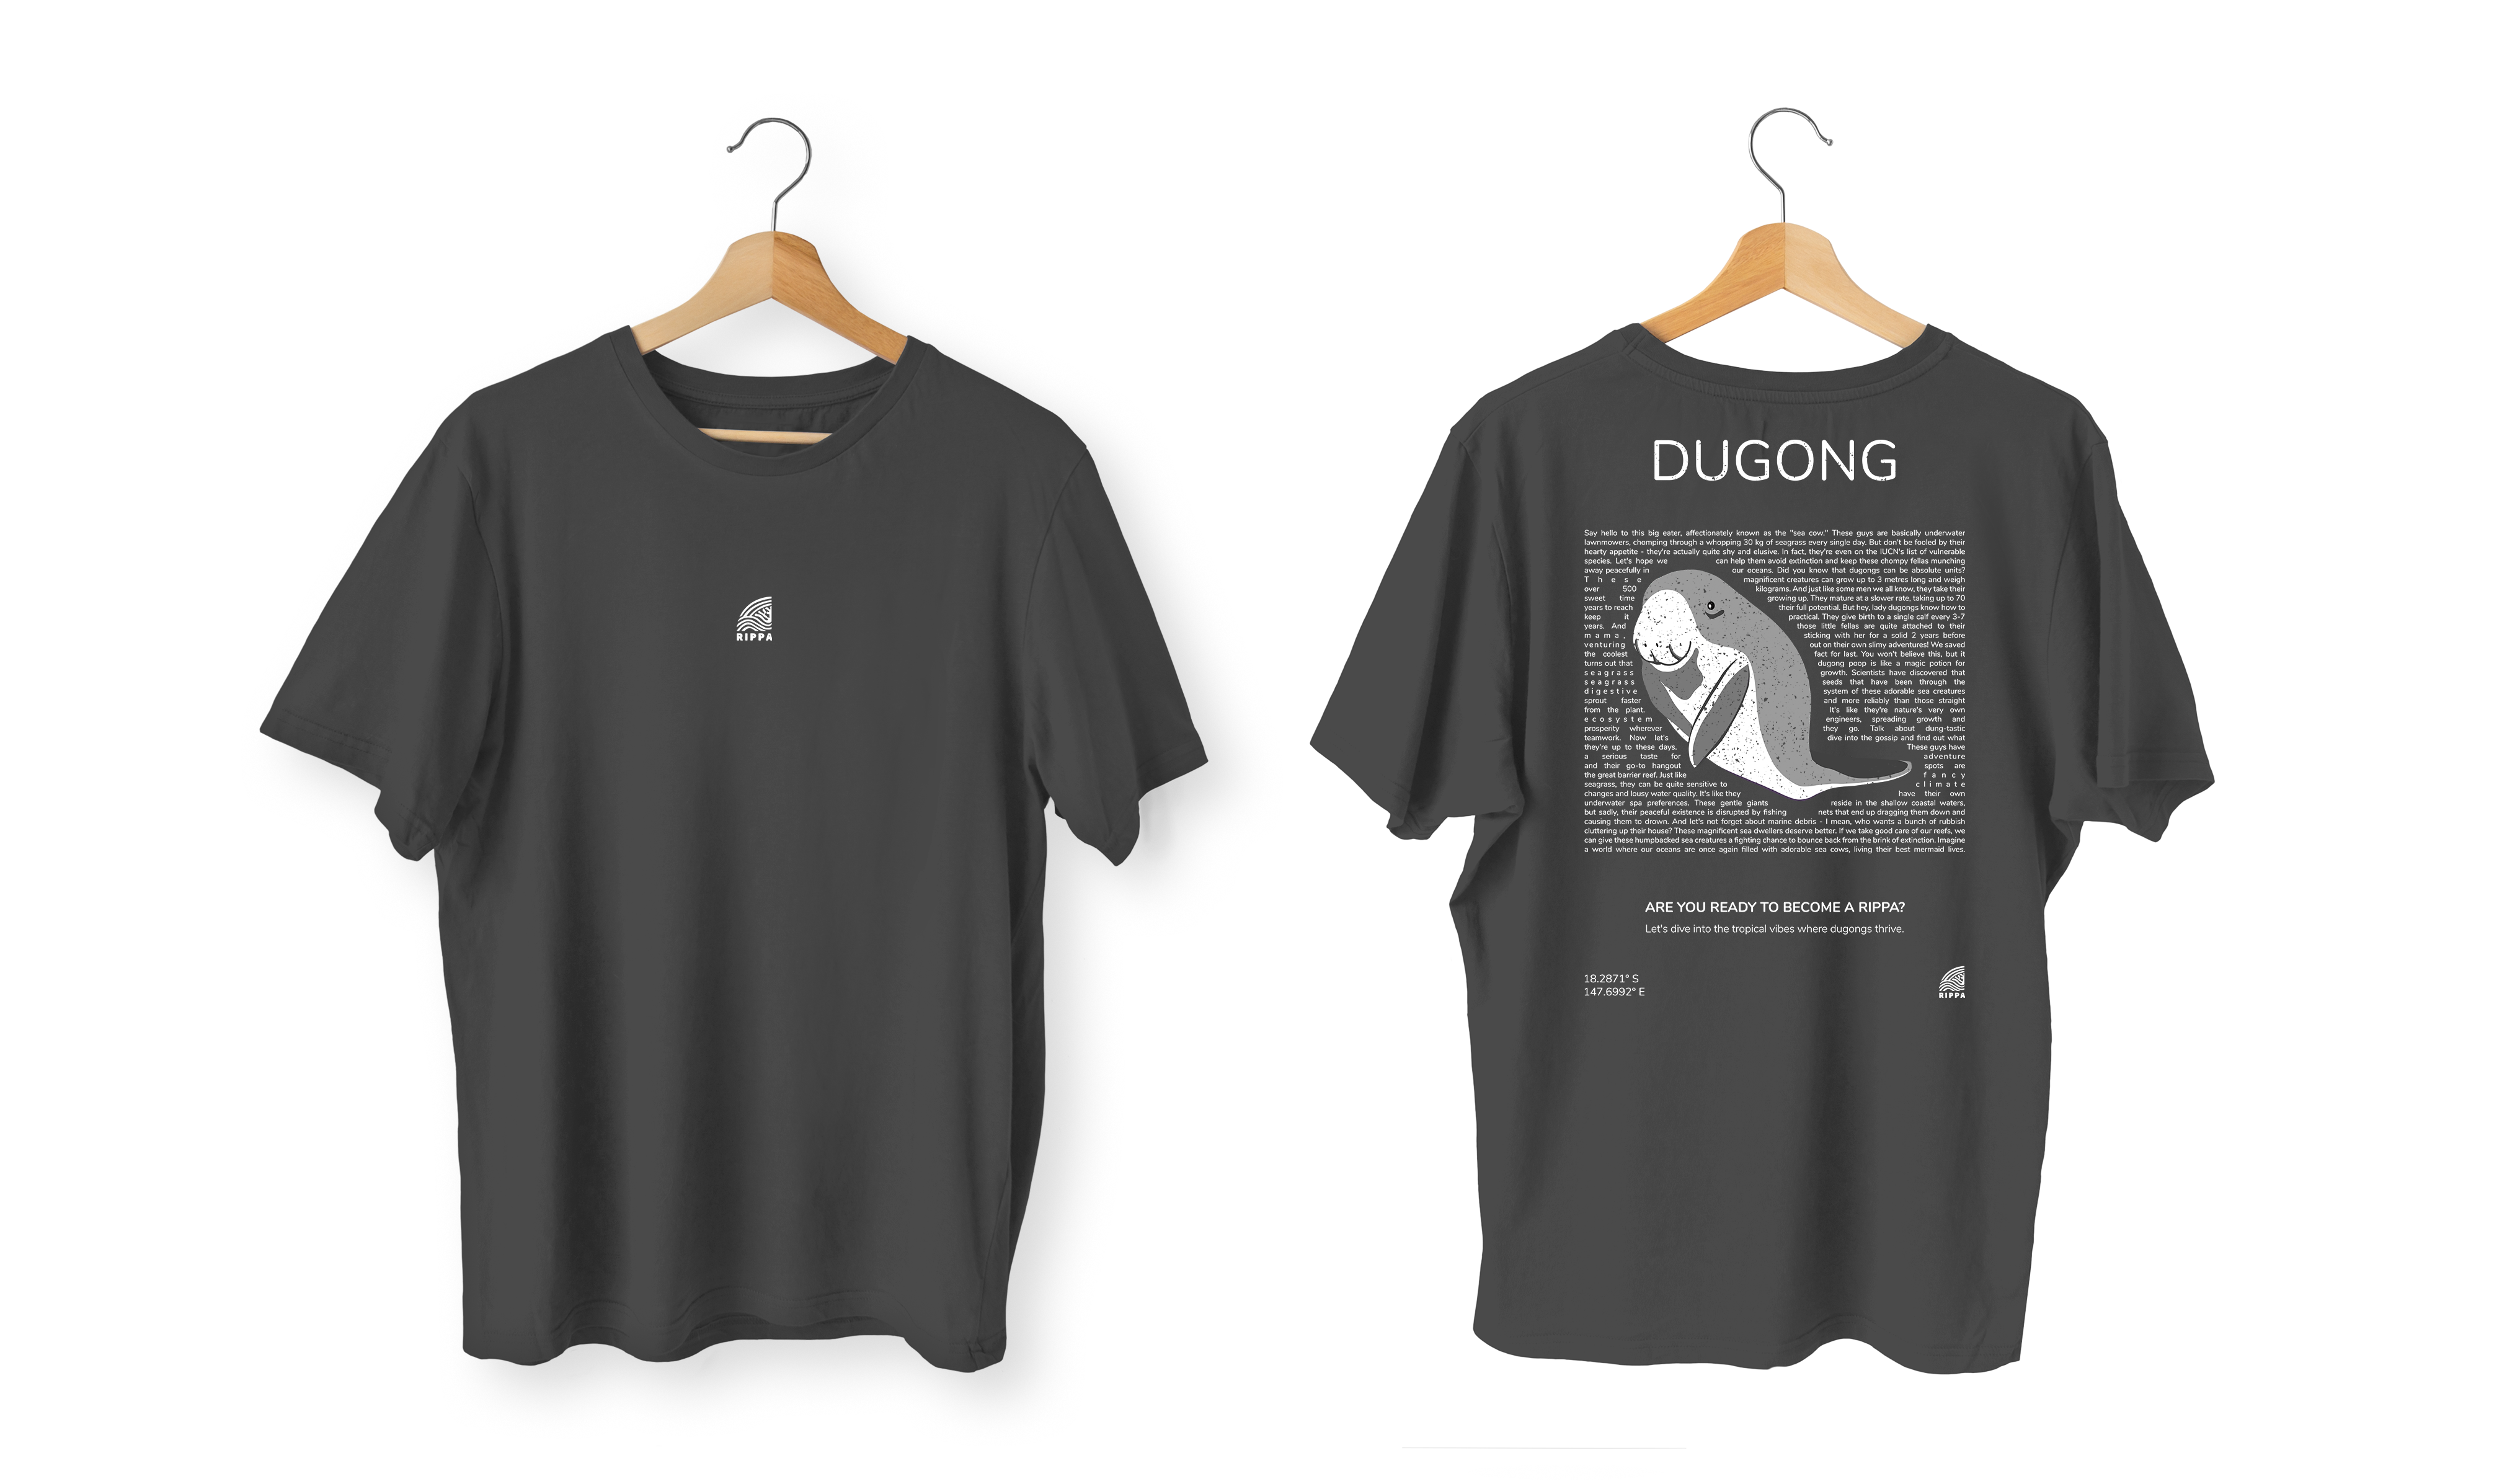 RIPPA
DUGONG
Say hello to this big eater, affectionately known as the "sea cow." These guys are basically underwater
lawnmowers, chomping through a whopping 30 kg of seagrass every single day. But don't be fooled by their
hearty appetite - they're actually quite shy and elusive. In fact, they're even on the IUCN's list of vulnerable
species. Let's hope we can help them avoid extinction and keep these chompy fellas munching
away peacefully in our oceans. Did you know that dugongs can be absolute units?
These magnificent creatures can grow up to 3 metres long and weigh
over 500 kilograms. And just like some men we all know, they take their
sweet time growing up. They mature at a slower rate, taking up to 70
years to reach their full potential. But hey, lady dugongs know how to
keep it practical. They give birth to a single calf every 3-7
years. And those little fellas are quite attached to their
mama, sticking with her for a solid 2 years before
venturing out on their own slimy adventures! We saved
the coolest fact for last. You won't believe this, but it
turns out that dugong poop is like a magic potion for
seagrass growth. Scientists have discovered that
seagrass seeds that have been through the
digestive system of these adorable sea creatures
sprout faster and more reliably than those straight
from the plant. It's like they're nature's very own
ecosystem engineers, spreading growth and
prosperity wherever they go. Talk about dung-tastic
teamwork. Now let's dive into the gossip and find out what
they're up to these days. These guys have
a serious taste for adventure
and their go-to hangout spots are
the great barrier reef. Just like fancy
seagrass, they can be quite sensitive to climate
changes and lousy water quality. It's like they have their own
underwater spa preferences. These gentle giants reside in the shallow coastal waters,
but sadly, their peaceful existence is disrupted by fishing nets that end up dragging them down and
causing them to drown. And let's not forget about marine debris - I mean, who wants a bunch of rubbish
cluttering up their house? These magnificent sea dwellers deserve better. If we take good care of our reefs, we
can give these humpbacked sea creatures a fighting chance to bounce back from the brink of extinction. Imagine
a world where our oceans are once again filled with adorable sea cows, living their best mermaid lives.
ARE YOU READY TO BECOME A RIPPA?
Let's dive into the tropical vibes where dugongs thrive.
18.2871° S
147.6992° E
RIPPA